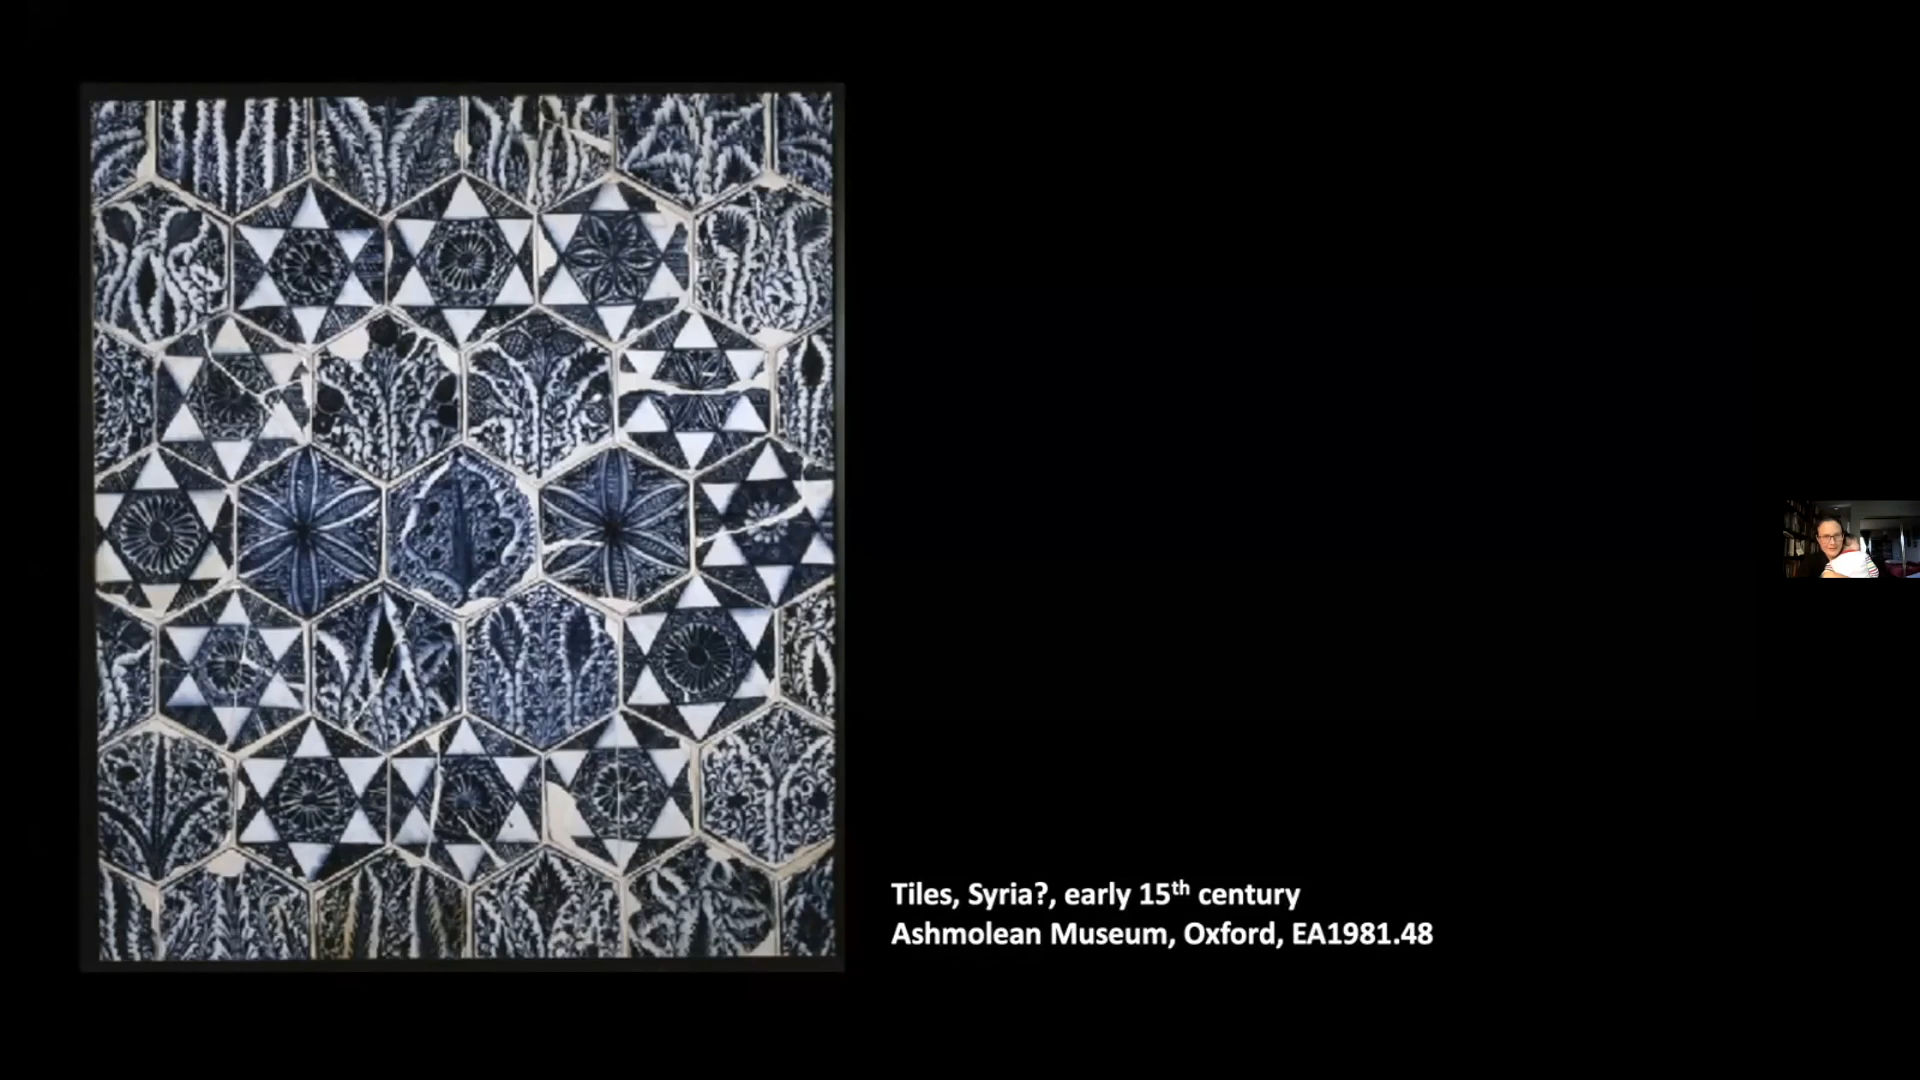 Tiles, Syria?, early 15th century
Ashmolean Museum, Oxford, EA1981.48